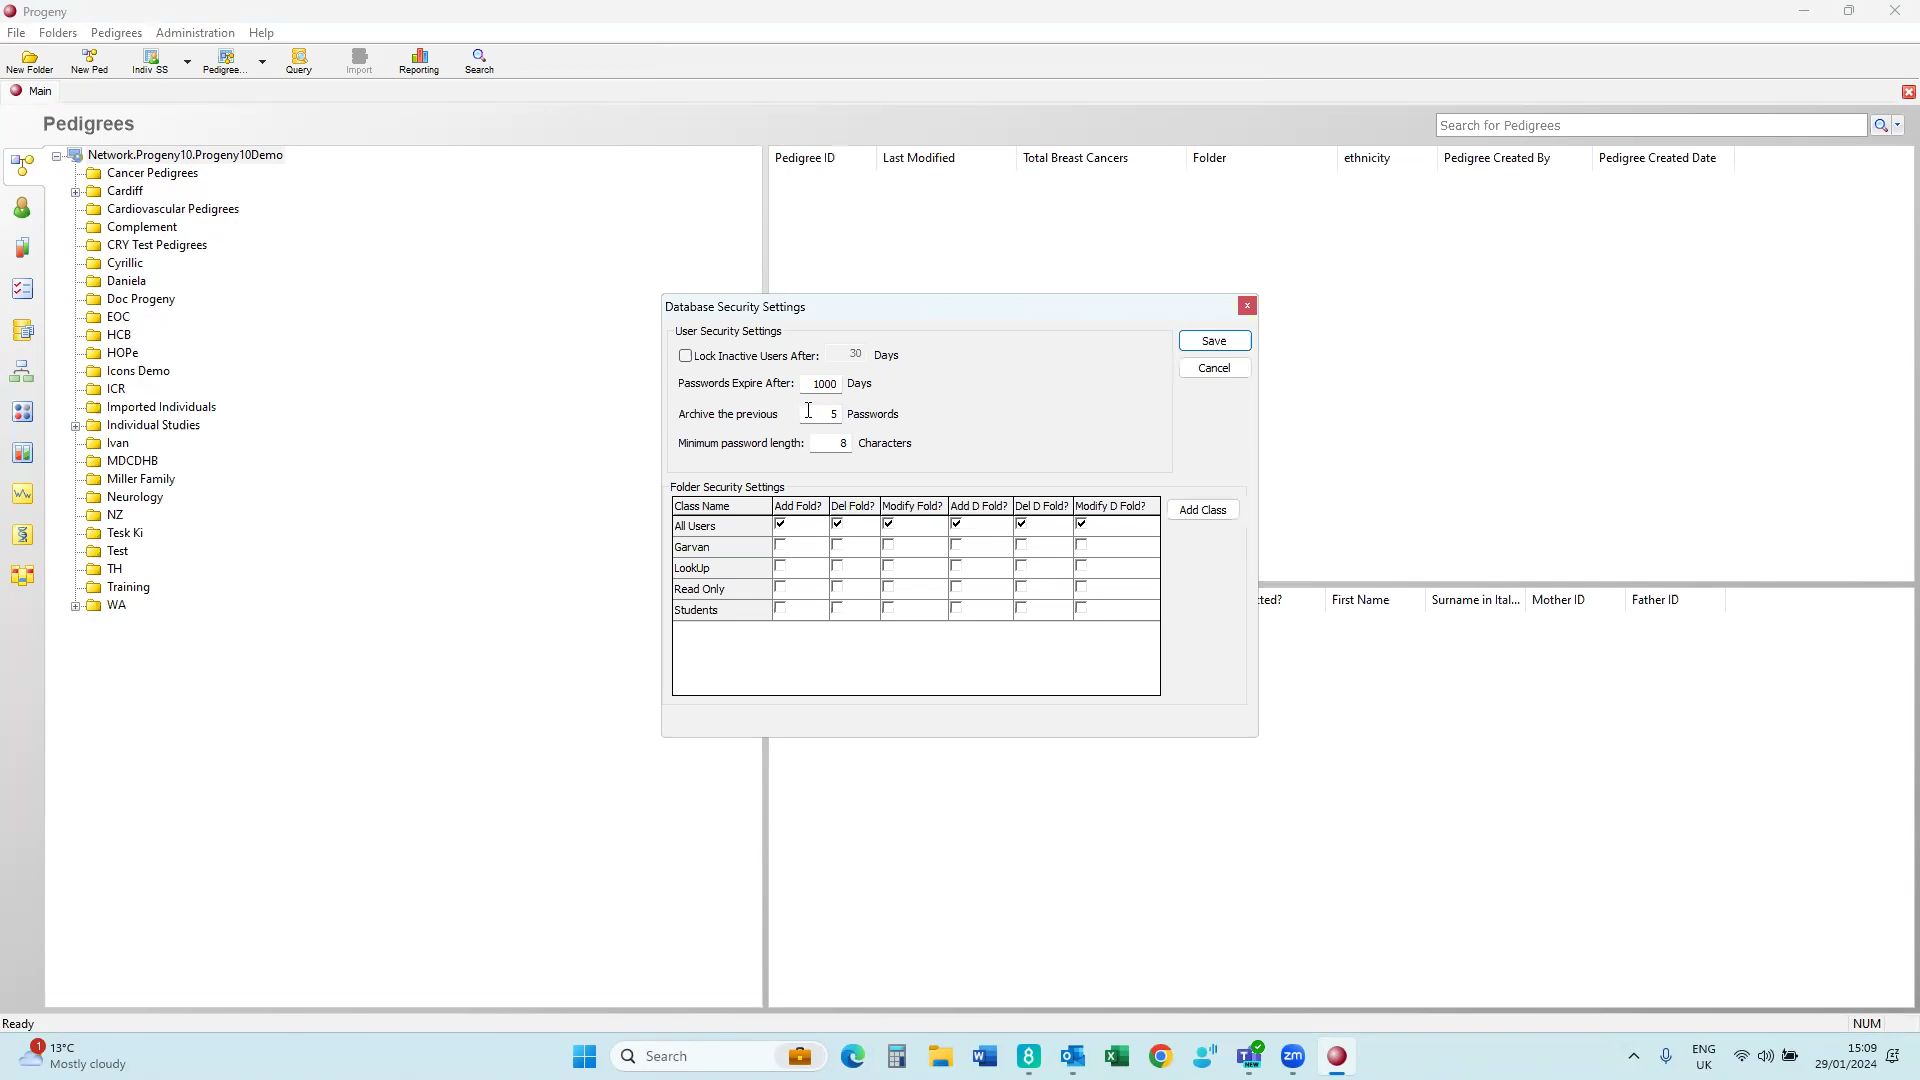 Progeny
File Folders Pedigrees Administration Help
New Folder New Ped Indiv SS Pedigree... Query Import Reporting Search
Main
Pedigrees
Search for Pedigrees
Network.Progeny10.Progeny10Demo
Cancer Pedigrees
Cardiff
Cardiovascular Pedigrees
Complement
CRY Test Pedigrees
Cyrillic
Daniela
Doc Progeny
EOC
HCB
HOPe
Icons Demo
ICR
Imported Individuals
Individual Studies
Ivan
MDCDHB
Miller Family
Neurology
NZ
Tesk Ki
Test
TH
Training
WA
Pedigree ID Last Modified Total Breast Cancers Folder ethnicity Pedigree Created By Pedigree Created Date
Database Security Settings
User Security Settings
Lock Inactive Users After: 30 Days
Passwords Expire After: 1000 Days
Archive the previous 5 Passwords
Minimum password length: 8 Characters
Save
Cancel
Folder Security Settings
Class Name Add Fold? Del Fold? Modify Fold? Add D Fold? Del D Fold? Modify D Fold?
All Users
Garvan
LookUp
Read Only
Students
Add Class
cted? First Name Surname in Ital... Mother ID Father ID
Ready
NUM
1
13°C
Mostly cloudy
Search
NEW
zm
ENG
UK
15:09
29/01/2024